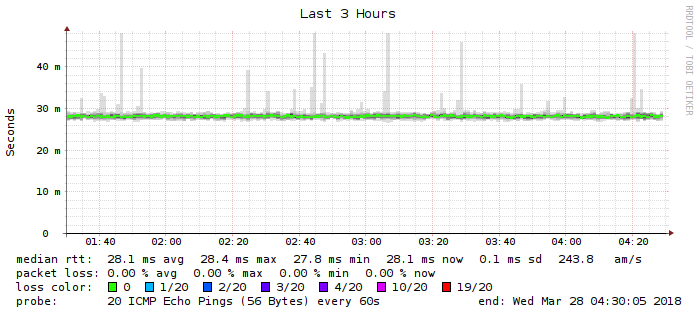 Last 3 Hours
RRDTOOL / TOBI OETIKER
Seconds
40 m
30 m
20 m
10 m
0
01:40 02:00 02:20 02:40 03:00 03:20 03:40 04:00 04:20
median rtt: 28.1 ms avg 28.4 ms max 27.8 ms min 28.1 ms now 0.1 ms sd 243.8 am/s
packet loss: 0.00 % avg 0.00 % max 0.00 % min 0.00 % now
loss color: 0 1/20 2/20 3/20 4/20 10/20 19/20
probe: 20 ICMP Echo Pings (56 Bytes) every 60s end: Wed Mar 28 04:30:05 2018